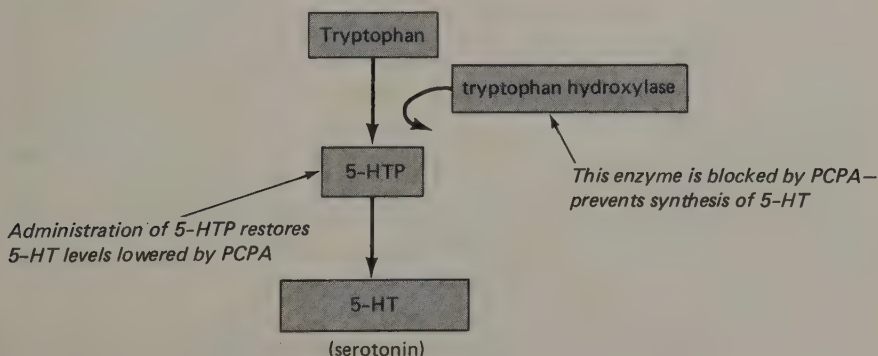 Tryptophan
tryptophan hydroxylase
5-HTP
This enzyme is blocked by PCPA—
prevents synthesis of 5-HT
Administration of 5-HTP restores
5-HT levels lowered by PCPA
5-HT
(serotonin)